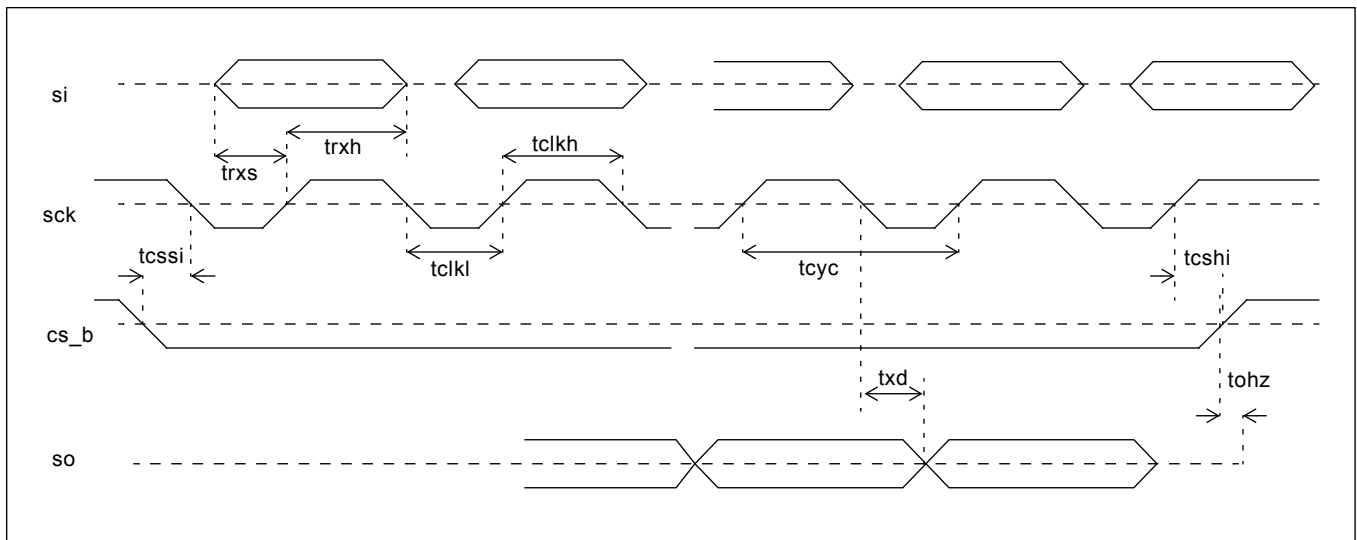 si
trxh
tclkh
trxs
sck
tcssi
tclkl
tcyc
tcshi
cs_b
txd
tohz
so